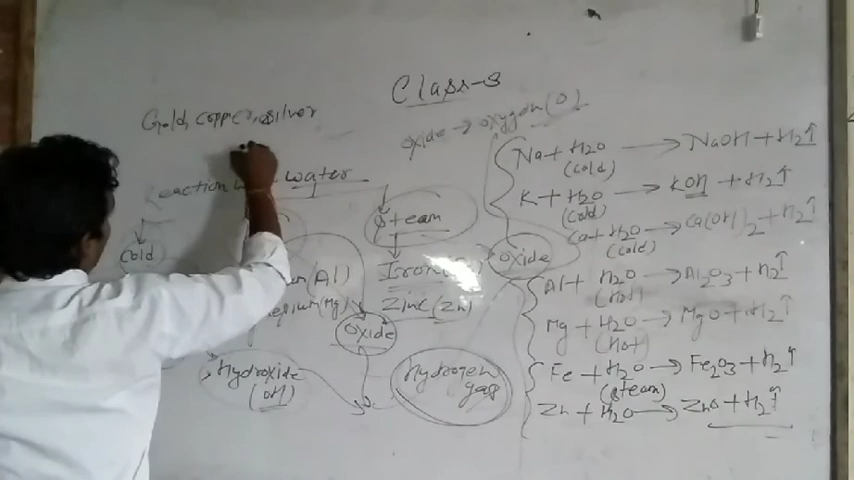 Class-8
Gold, copper, silver
oxide → oxygen (O)
Reaction water
Cold
Steam
(Al)
(Mg)
Iron
Zinc (Zn)
oxide
Hydroxide
(OH)
Hydrogen
gas
oxide
Na + H2O → NaOH + H2↑
(cold)
K + H2O → KOH + H2↑
(cold)
Ca + H2O → Ca(OH)2 + H2↑
(cold)
Al + H2O → Al2O3 + H2↑
(Hot)
Mg + H2O → MgO + H2↑
(Hot)
Fe + H2O → Fe2O3 + H2↑
(steam)
Zn + H2O → ZnO + H2↑